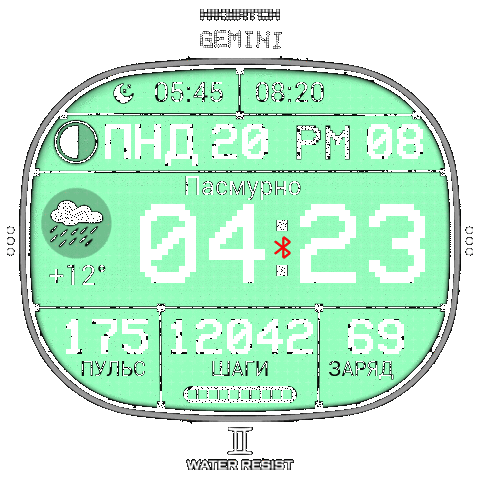 GEMINI
05:45 08:20
ПНД 20 PM 08
Пасмурно
04:23
+12°
175 12042 69
ПУЛЬС ШАГИ ЗАРЯД
II
WATER RESIST